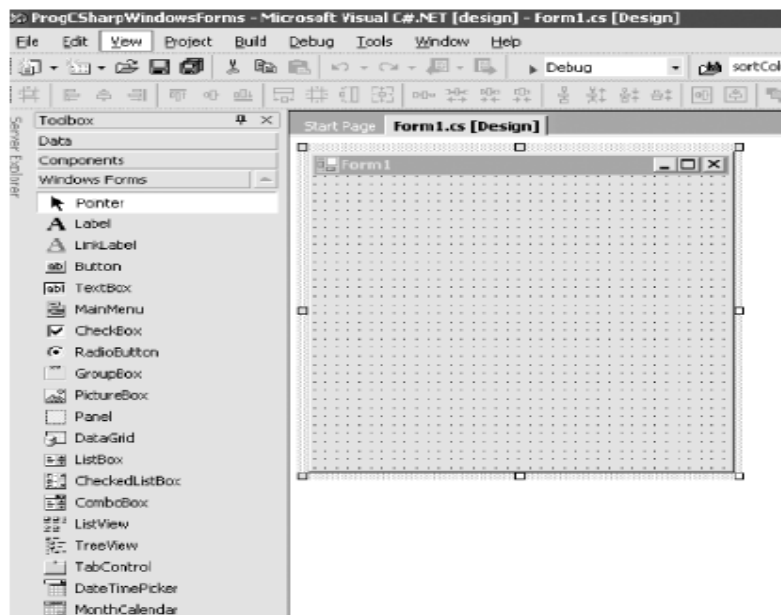 ProgCSharpWindowsForms - Microsoft Visual C#.NET [design] - Form1.cs [Design]
File Edit View Project Build Debug Tools Window Help
Debug sortCol
Server Explorer
Toolbox
Start Page Form1.cs [Design]
Data
Components
Windows Forms
Form1
Pointer
A Label
A LinkLabel
ab Button
abl TextBox
MainMenu
CheckBox
RadioButton
GroupBox
PictureBox
Panel
DataGrid
ListBox
CheckedListBox
ComboBox
ListView
TreeView
TabControl
DateTimePicker
MonthCalendar